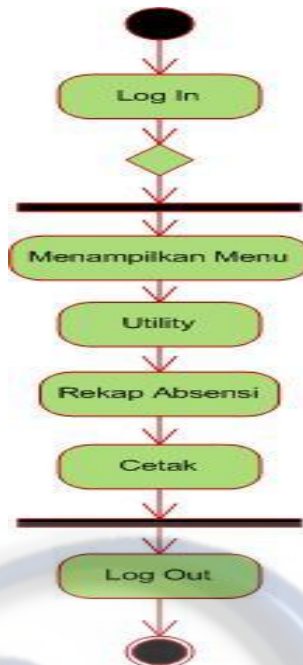 Log In
Menampilkan Menu
Utility
Rekap Absensi
Cetak
Log Out